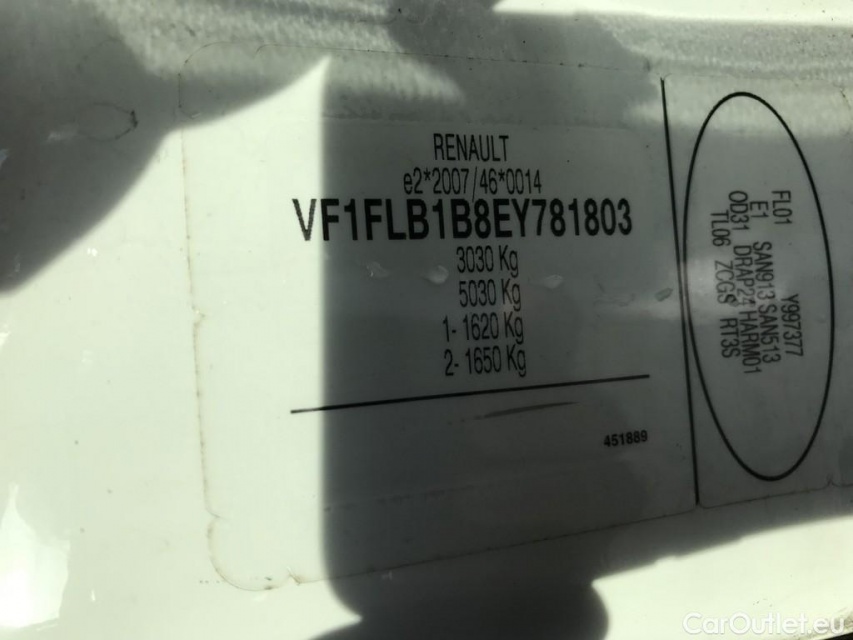 RENAULT
e2*2007/46*0014
VF1FLB1B8EY781803
3030 Kg
5030 Kg
1- 1620 Kg
2- 1650 Kg
451889
FL01 Y997377
E1 SAN913 SAN513
OD31 DRAP24 HARM01
TL06 ZCGS RT3S
CarOutlet.eu